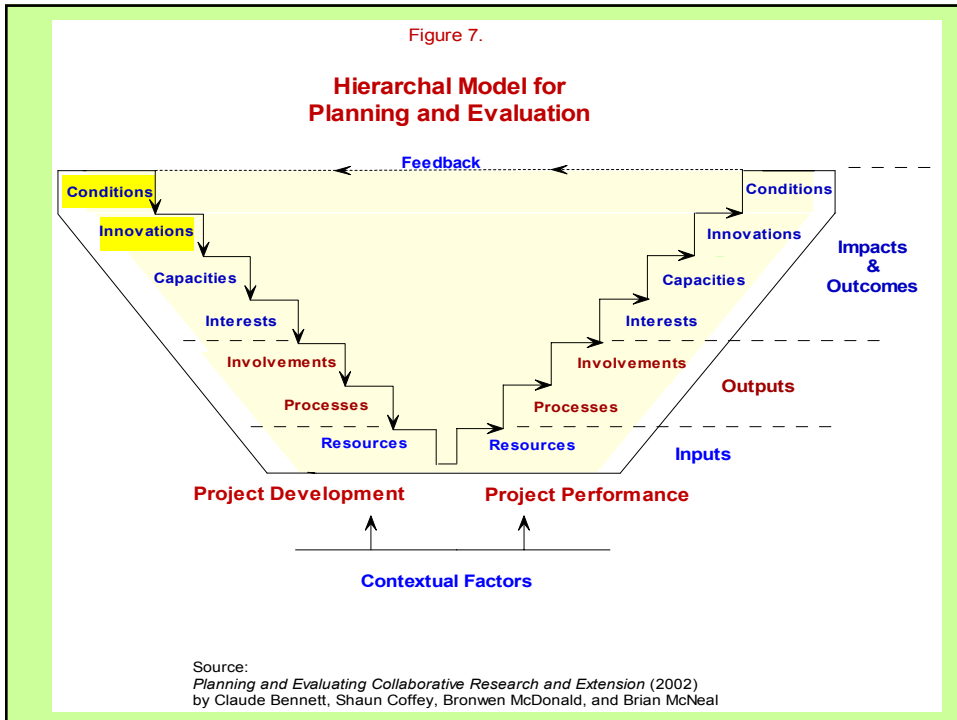 Figure 7.
Hierarchal Model for
Planning and Evaluation
Feedback
Conditions
Conditions
Innovations
Innovations
Capacities
Capacities
Impacts
&
Outcomes
Interests
Interests
Involvements
Involvements
Outputs
Processes
Processes
Resources
Resources
Inputs
Project Development
Project Performance
Contextual Factors
Source:
Planning and Evaluating Collaborative Research and Extension (2002)
by Claude Bennett, Shaun Coffey, Bronwen McDonald, and Brian McNeal